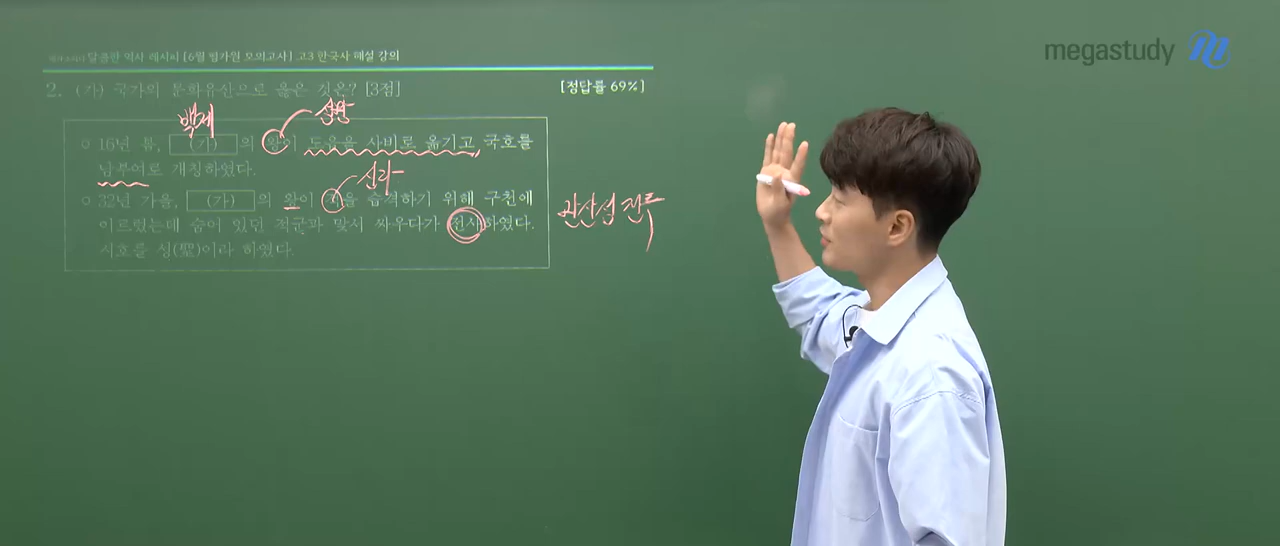 달콤한 역사 레시피 [6월 평가원 모의고사] 고3 한국사 해설 강의
megastudy
2. (가) 국가의 문화유산으로 옳은 것은? [3점]
[정답률 69%]
백제
성왕
○ 16년 봄, (가) 의 왕이 도읍을 사비로 옮기고, 국호를
남부여로 개칭하였다.
신라
○ 32년 가을, (가) 의 왕이 을 습격하기 위해 구천에
이르렀는데 숨어 있던 적군과 맞서 싸우다가 전사하였다.
시호를 성(聖)이라 하였다.
관산성 전투